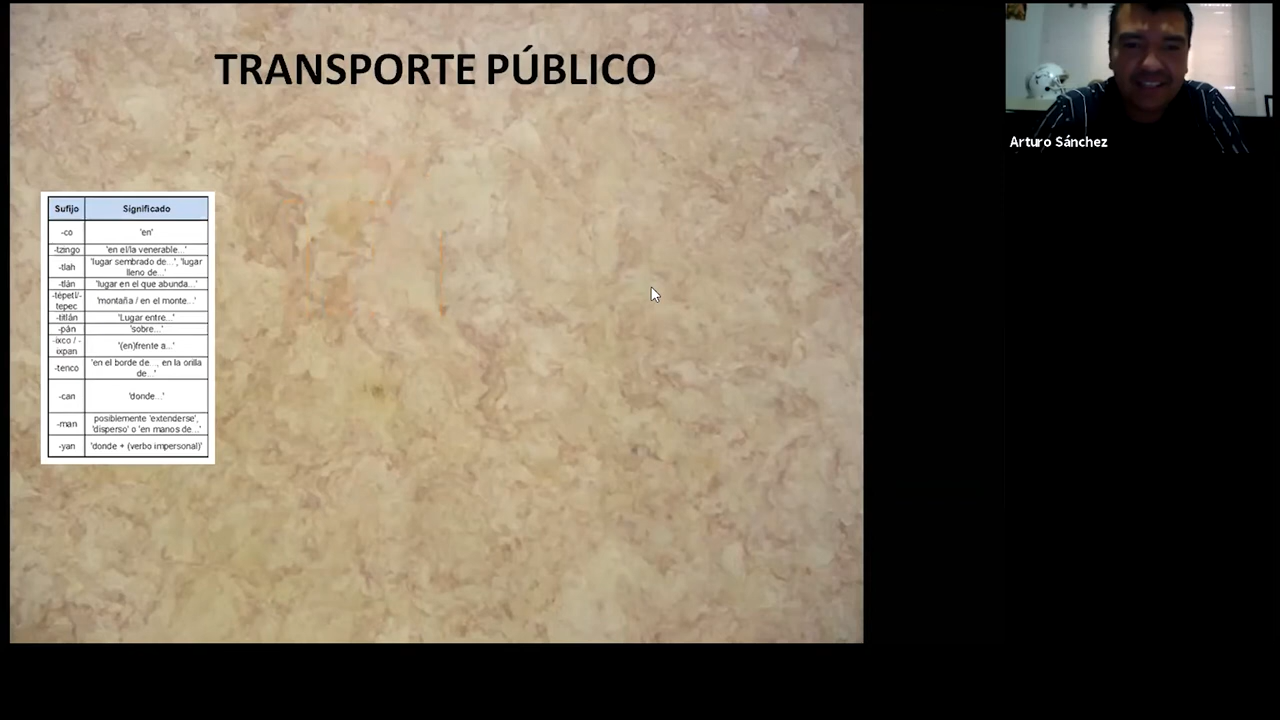 TRANSPORTE PÚBLICO
Arturo Sánchez
Sufijo Significado
-co 'en'
-tzingo 'en el/la venerable...'
-tlah 'lugar sembrado de...', 'lugar
lleno de...'
-tlán 'lugar en el que abunda...'
-tépetl/-
tepec 'montaña / en el monte...'
-titlán 'Lugar entre...'
-pán 'sobre...'
-ixco / -
ixpan '(en)frente a...'
-tenco 'en el borde de..., en la orilla
de...'
-can 'donde...'
-man posiblemente 'extenderse',
'disperso' o 'en manos de...'
-yan 'donde + (verbo impersonal)'